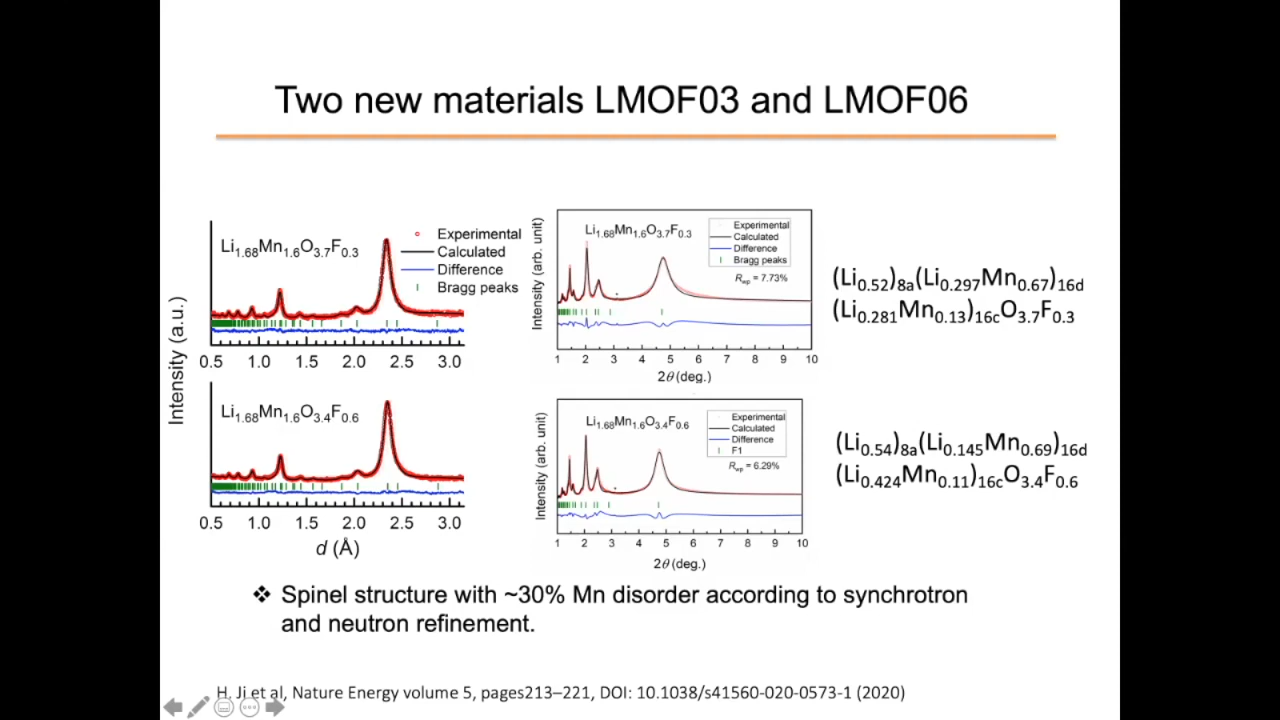 Two new materials LMOF03 and LMOF06
Intensity (a.u.)
Li1.68Mn1.6O3.7F0.3
Experimental
Calculated
Difference
Bragg peaks
0.5 1.0 1.5 2.0 2.5 3.0
Li1.68Mn1.6O3.4F0.6
0.5 1.0 1.5 2.0 2.5 3.0
d (Å)
Intensity (arb. unit)
Li1.68Mn1.6O3.7F0.3
Experimental
Calculated
Difference
Bragg peaks
Rwp = 7.73%
1 2 3 4 5 6 7 8 9 10
2θ (deg.)
(Li0.52)8a(Li0.297Mn0.67)16d
(Li0.281Mn0.13)16cO3.7F0.3
Intensity (arb. unit)
Li1.68Mn1.6O3.4F0.6
Experimental
Calculated
Difference
F1
Rwp = 6.29%
1 2 3 4 5 6 7 8 9 10
2θ (deg.)
(Li0.54)8a(Li0.145Mn0.69)16d
(Li0.424Mn0.11)16cO3.4F0.6
❖ Spinel structure with ~30% Mn disorder according to synchrotron
and neutron refinement.
H. Ji et al, Nature Energy volume 5, pages213–221, DOI: 10.1038/s41560-020-0573-1 (2020)